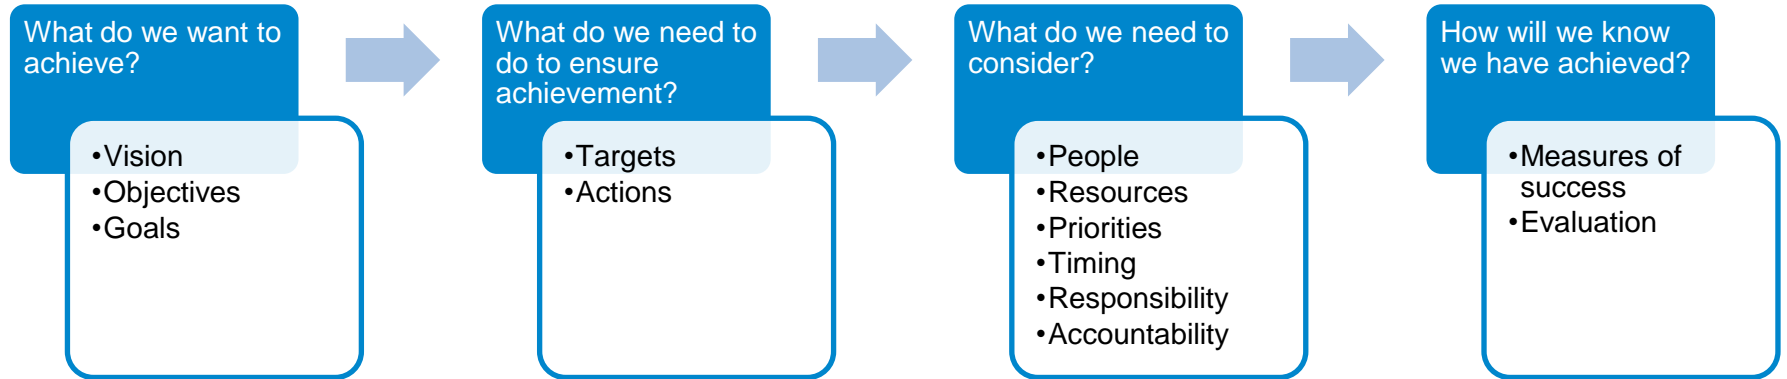 What do we want to
achieve?
•Vision
•Objectives
•Goals
What do we need to
do to ensure
achievement?
•Targets
•Actions
What do we need to
consider?
•People
•Resources
•Priorities
•Timing
•Responsibility
•Accountability
How will we know
we have achieved?
•Measures of
success
•Evaluation